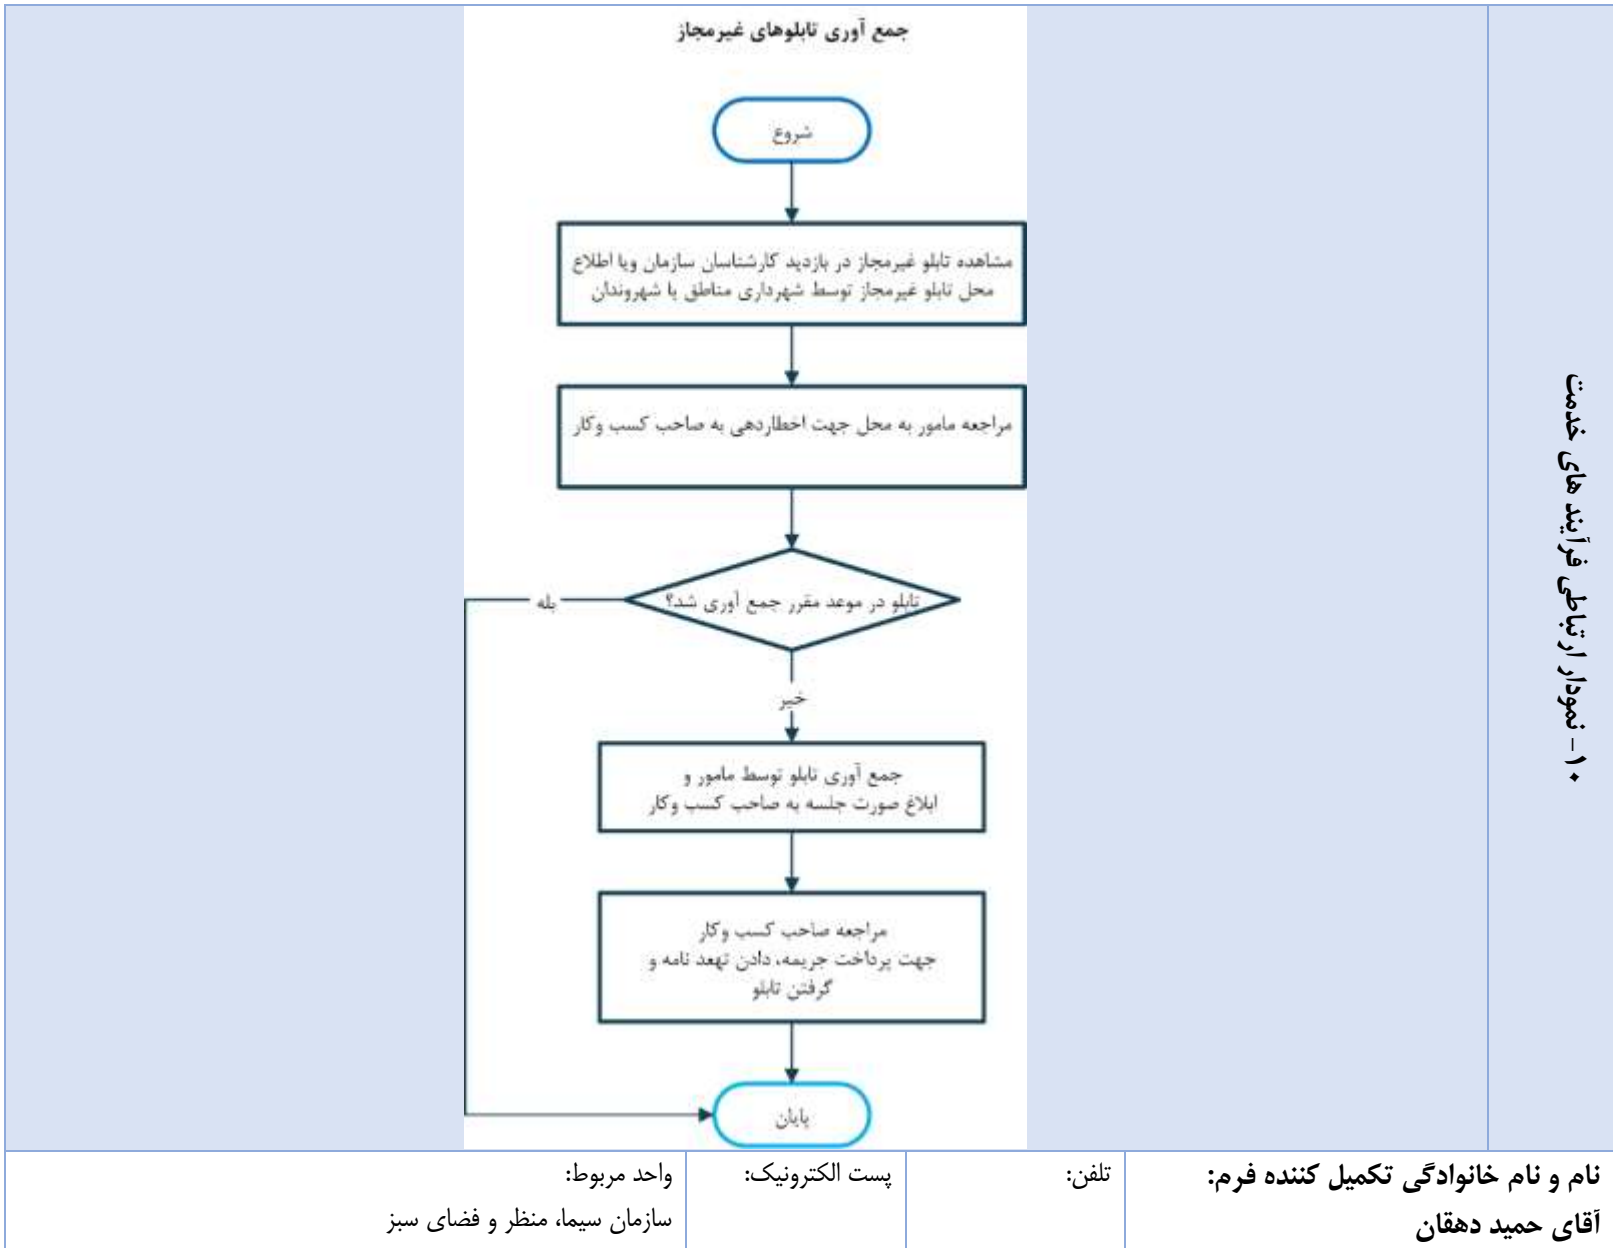 ۱۰- نمودار ارتباطی فرآیند های خدمت
جمع آوری تابلوهای غیرمجاز
شروع
مشاهده تابلو غیرمجاز در بازدید کارشناسان سازمان ویا اطلاع
محل تابلو غیرمجاز توسط شهرداری مناطق یا شهروندان
مراجعه مامور به محل جهت اخطاردهی به صاحب کسب وکار
تابلو در موعد مقرر جمع آوری شد؟
بله
خیر
جمع آوری تابلو توسط مامور و
ابلاغ صورت جلسه به صاحب کسب وکار
مراجعه صاحب کسب وکار
جهت پرداخت جریمه، دادن تهعد نامه و
گرفتن تابلو
پایان
نام و نام خانوادگی تکمیل کننده فرم:
آقای حمید دهقان
تلفن:
پست الکترونیک:
واحد مربوط:
سازمان سیما، منظر و فضای سبز